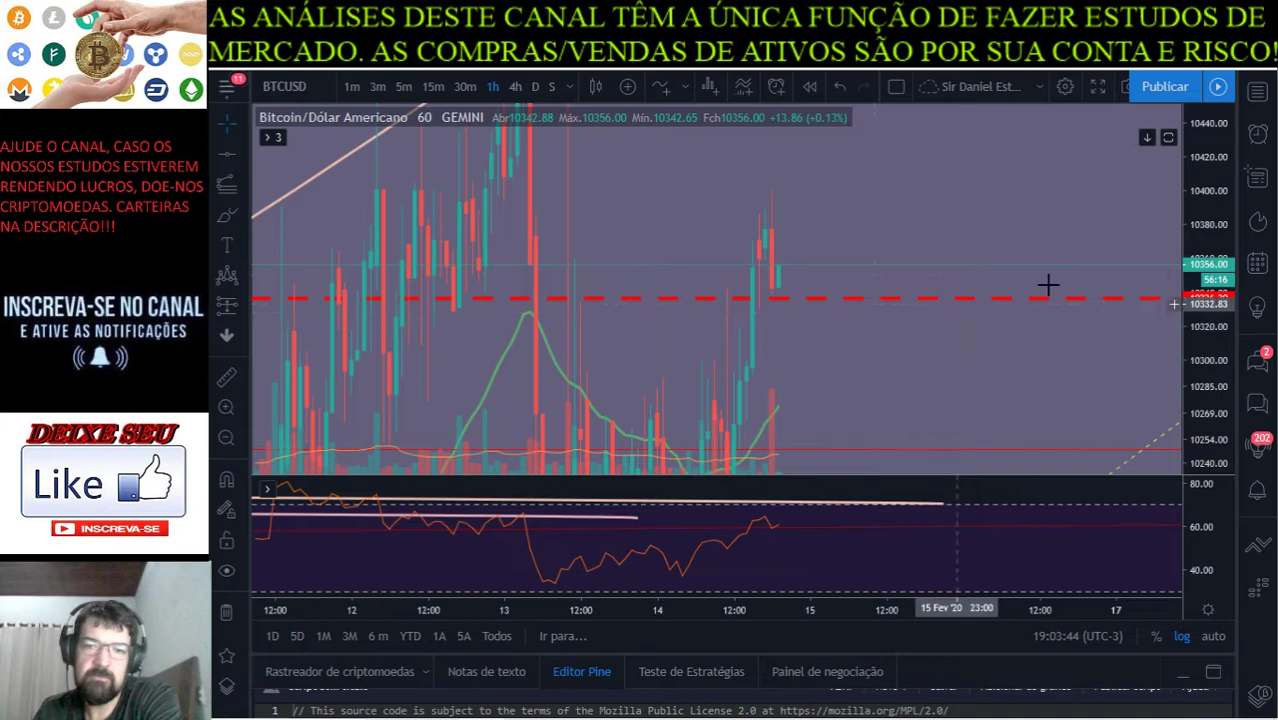 AS ANÁLISES DESTE CANAL TÊM A ÚNICA FUNÇÃO DE FAZER ESTUDOS DE
MERCADO. AS COMPRAS/VENDAS DE ATIVOS SÃO POR SUA CONTA E RISCO!
11
BTCUSD 1m 3m 5m 15m 30m 1h 4h D S Sir Daniel Est... Publicar
Bitcoin/Dólar Americano 60 GEMINI Abr10342.88 Máx.10356.00 Mín.10342.65 Fch10356.00 +13.86 (+0.13%)
3
AJUDE O CANAL, CASO OS
NOSSOS ESTUDOS ESTIVEREM
RENDENDO LUCROS, DOE-NOS
CRIPTOMOEDAS. CARTEIRAS
NA DESCRIÇÃO!!!
INSCREVA-SE NO CANAL
E ATIVE AS NOTIFICAÇÕES
DEIXE SEU
Like
INSCREVA-SE
10440.00
10420.00
10400.00
10380.00
10356.00
56:16
10332.83
10320.00
10300.00
10285.00
10269.00
10254.00
10240.00
80.00
60.00
40.00
2
202
12:00 12 12:00 13 12:00 14 12:00 15 12:00 15 Fev '20 23:00 12:00 17
1D 5D 1M 3M 6 m YTD 1A 5A Todos Ir para... 19:03:44 (UTC-3) % log auto
Rastreador de criptomoedas Notas de texto Editor Pine Teste de Estratégias Painel de negociação
1 // This source code is subject to the terms of the Mozilla Public License 2.0 at https://mozilla.org/MPL/2.0/